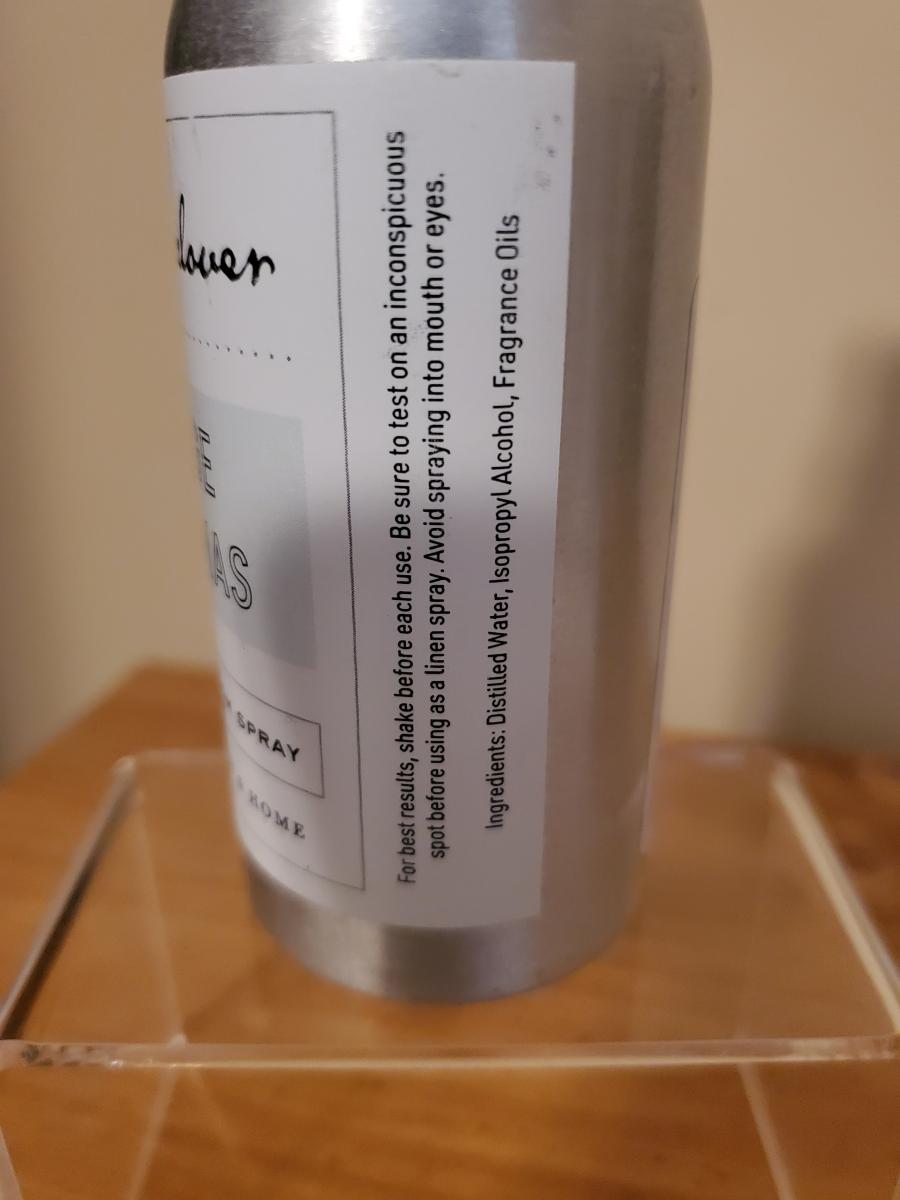 clover
AS
SPRAY
HOME
For best results, shake before each use. Be sure to test on an inconspicuous
spot before using as a linen spray. Avoid spraying into mouth or eyes.
Ingredients: Distilled Water, Isopropyl Alcohol, Fragrance Oils